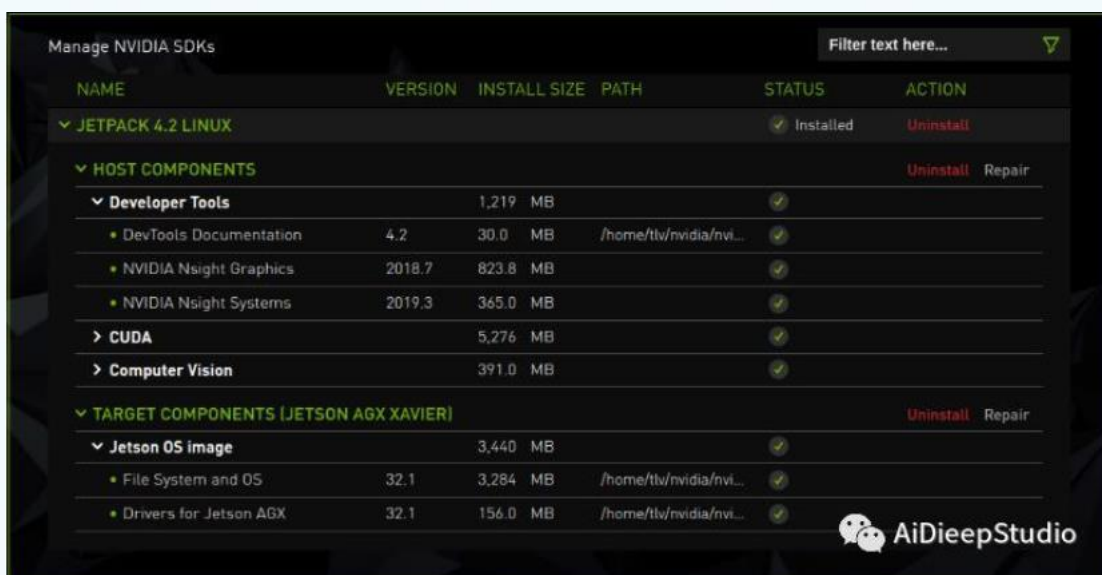 Manage NVIDIA SDKs Filter text here...
NAME VERSION INSTALL SIZE PATH STATUS ACTION
JETPACK 4.2 LINUX Installed Uninstall
HOST COMPONENTS Uninstall Repair
Developer Tools 1,219 MB
DevTools Documentation 4.2 30.0 MB /home/tlv/nvidia/nvi...
NVIDIA Nsight Graphics 2018.7 823.8 MB
NVIDIA Nsight Systems 2019.3 365.0 MB
CUDA 5,276 MB
Computer Vision 391.0 MB
TARGET COMPONENTS (JETSON AGX XAVIER) Uninstall Repair
Jetson OS image 3,440 MB
File System and OS 32.1 3,284 MB /home/tlv/nvidia/nvi...
Drivers for Jetson AGX 32.1 156.0 MB /home/tlv/nvidia/nvi...
AiDieepStudio